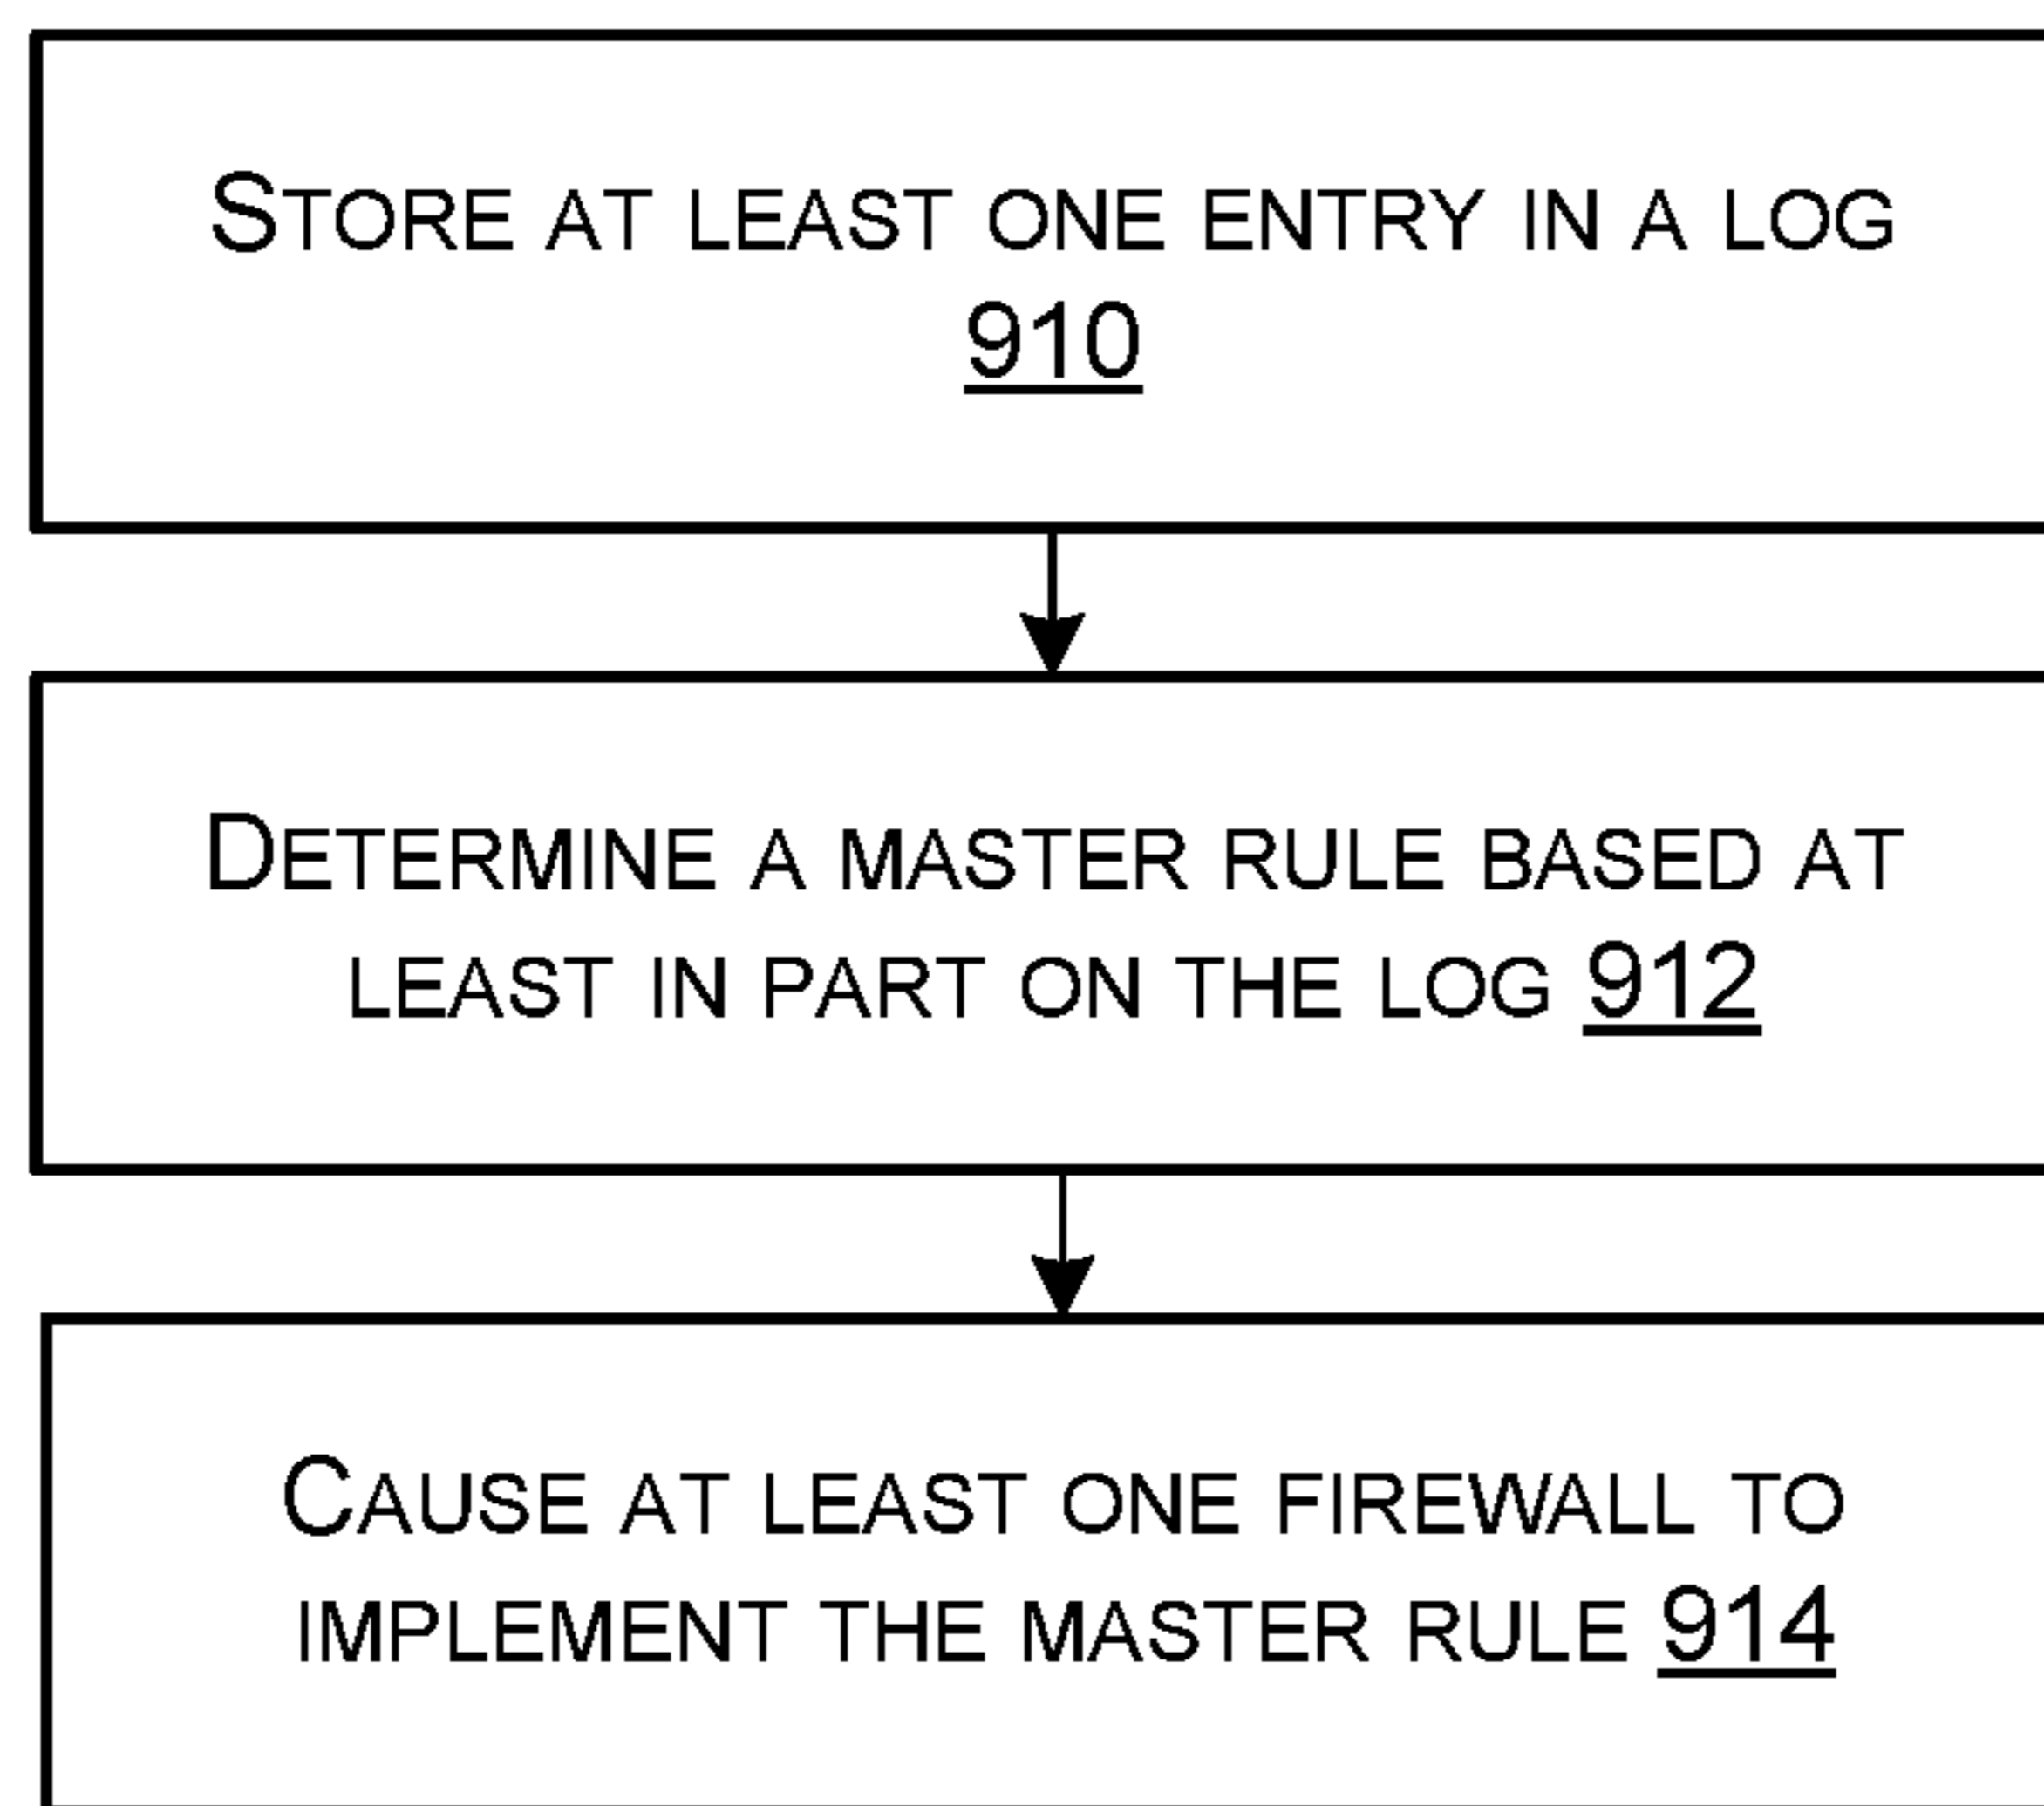 Store at least one entry in a log
910
Determine a master rule based at
least in part on the log 912
Cause at least one firewall to
implement the master rule 914